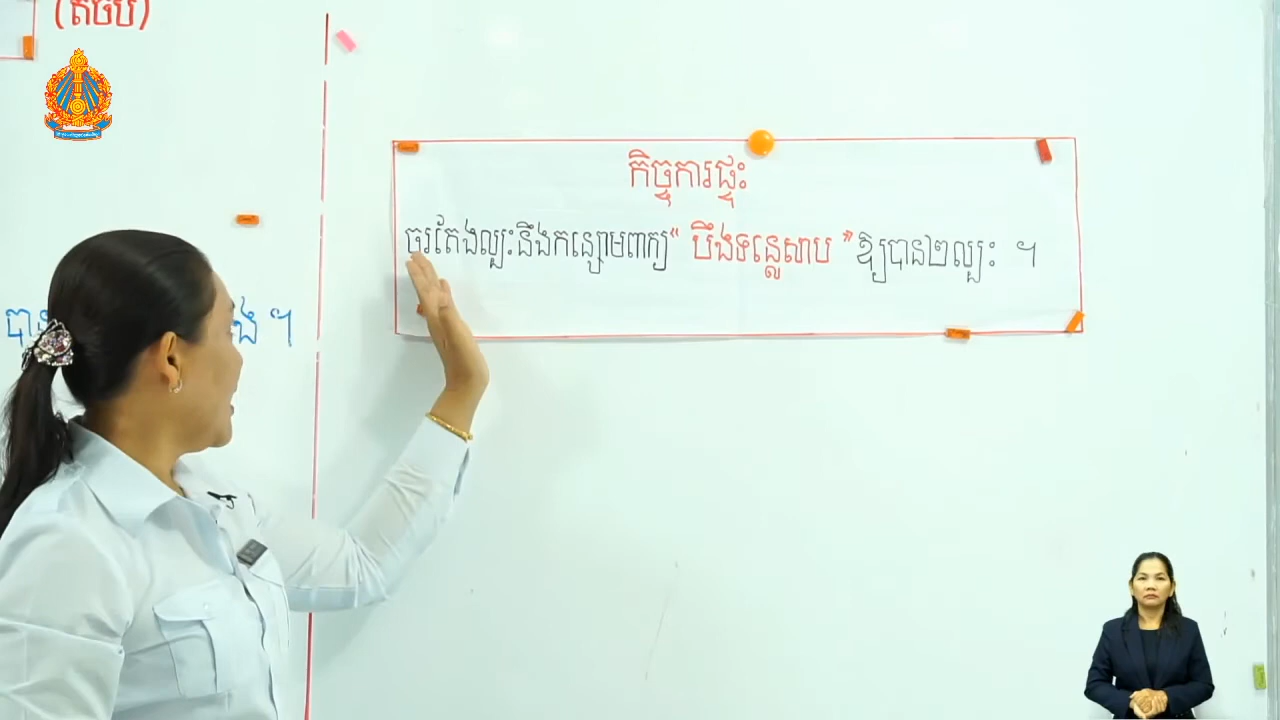 (តចប់)
កិច្ចការផ្ទះ
ចូរតែងល្បះនឹងកន្សោមពាក្យ“ បឹងទន្លេសាប ”ឱ្យបាន២ល្បះ ។